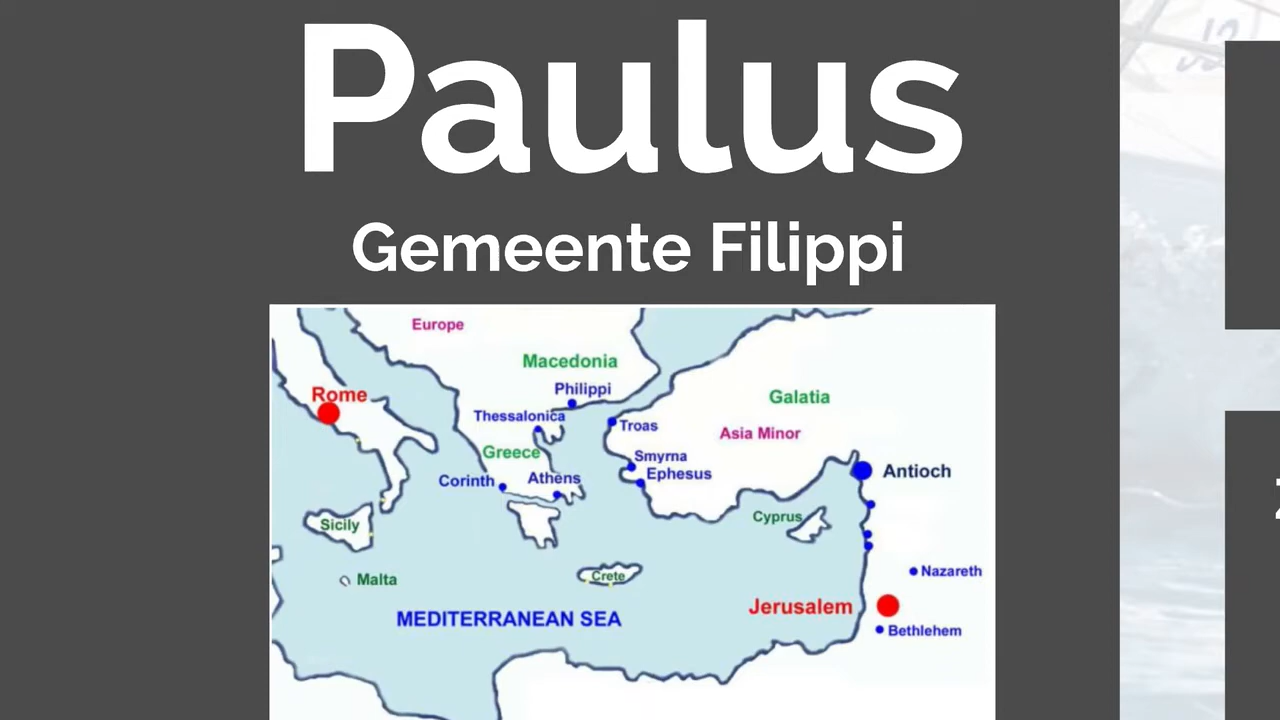 Paulus
Gemeente Filippi
Europe
Macedonia
Philippi
Rome
Galatia
Thessalonica
Troas
Asia Minor
Greece
Smyrna
Ephesus
Antioch
Corinth
Athens
Cyprus
Sicily
Malta
Crete
Nazareth
Jerusalem
MEDITERRANEAN SEA
Bethlehem